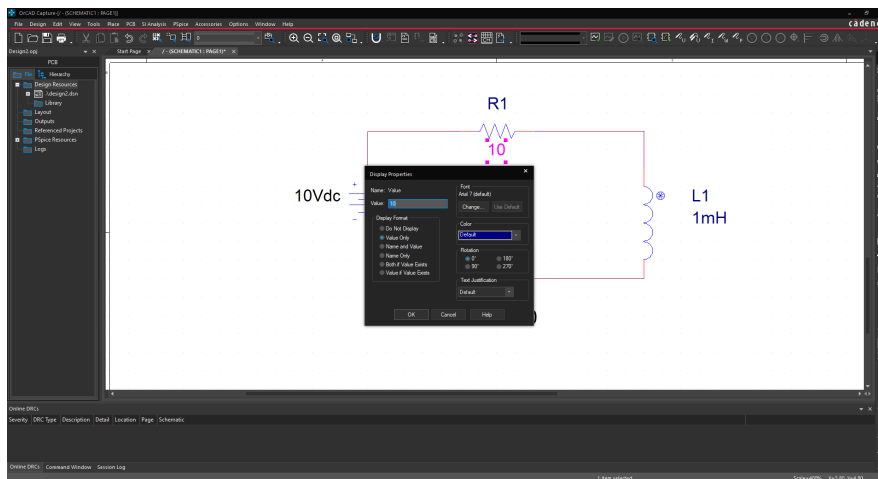 OrCAD Capture-[/ - (SCHEMATIC1 : PAGE1)]
File Design Edit View Tools Place PCB SI Analysis PSpice Accessories Options Window Help
cadence
Design2.opj
Start Page
/ - (SCHEMATIC1 : PAGE1)*
PCB
File Hierarchy
Design Resources
.\design2.dsn
Library
Layout
Outputs
Referenced Projects
PSpice Resources
Logs
R1
10
10Vdc
L1
1mH
Display Properties
Name: Value
Value: 10
Display Format
Do Not Display
Value Only
Name and Value
Name Only
Both if Value Exists
Value if Value Exists
Font
Arial 7 (default)
Change... Use Default
Color
Default
Rotation
0° 180°
90° 270°
Text Justification
Default
OK Cancel Help
Online DRCs
Severity DRC Type Description Detail Location Page Schematic
Online DRCs Command Window Session Log
1 item selected